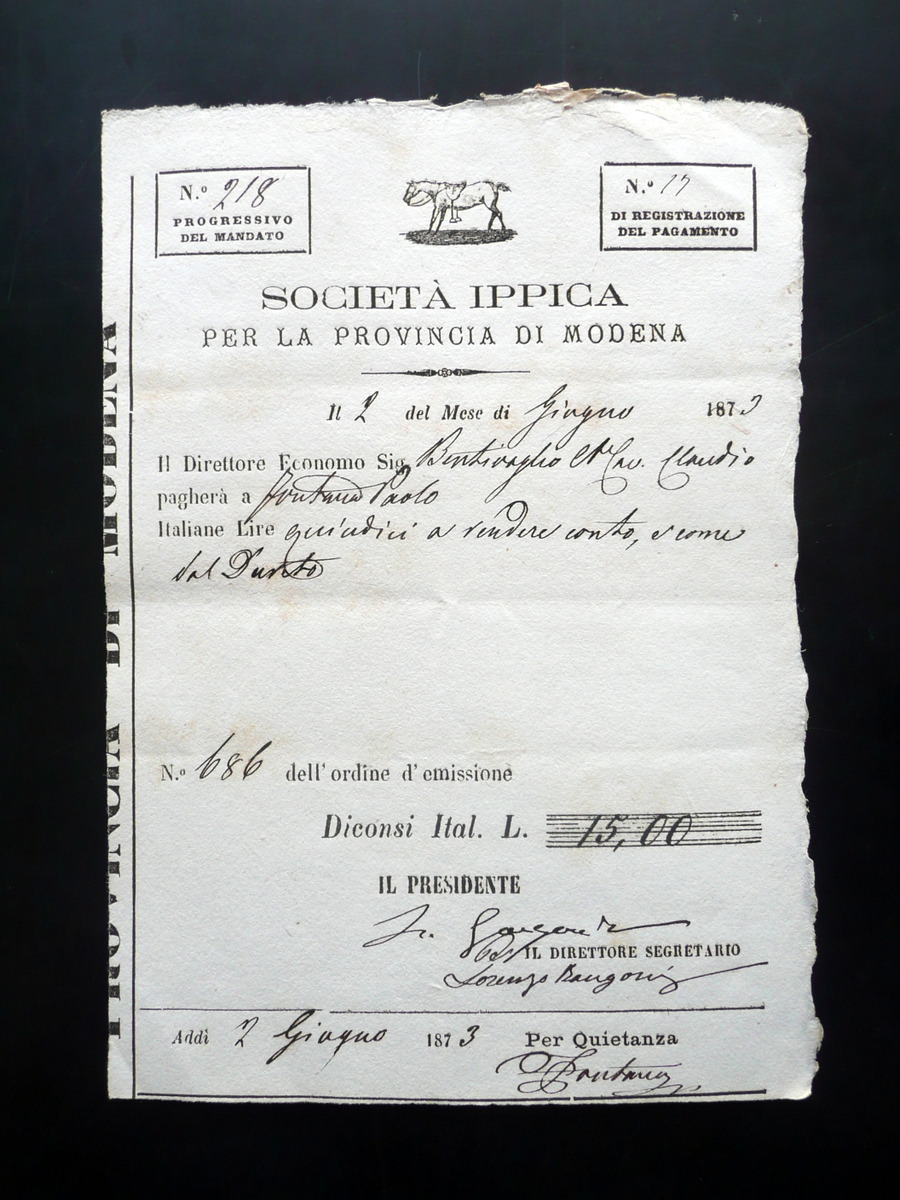 N.º 218
PROGRESSIVO
DEL MANDATO
N.º 17
DI REGISTRAZIONE
DEL PAGAMENTO
SOCIETÀ IPPICA
PER LA PROVINCIA DI MODENA
Il 2 del Mese di Giugno 1873
Il Direttore Economo Sig. Bentivoglio Cav. Claudio
pagherà a Fontana Paolo
Italiane Lire quindici a rendere conto, e come
dal
N.º 686 dell'ordine d'emissione
Diconsi Ital. L. 15,00
IL PRESIDENTE
IL DIRETTORE SEGRETARIO
Lorenzo Rangoni
Addì 2 Giugno 1873 Per Quietanza
Fontana
PROVINCIA DI MODENA